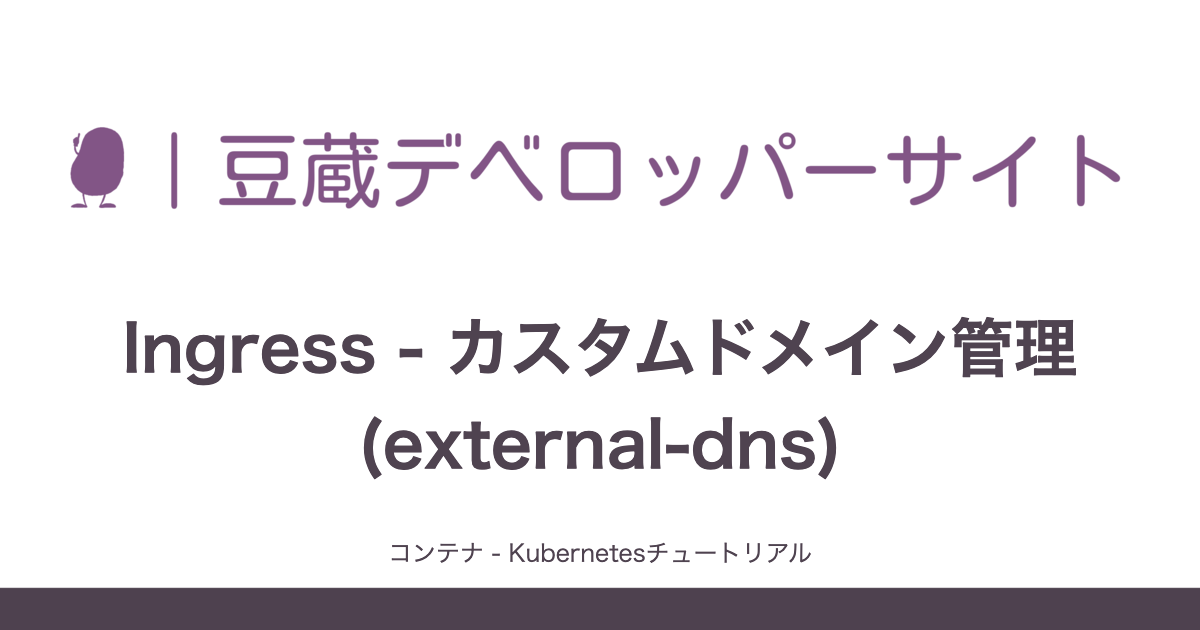 豆蔵デベロッパーサイト
Ingress - カスタムドメイン管理
(external-dns)
コンテナ - Kubernetesチュートリアル